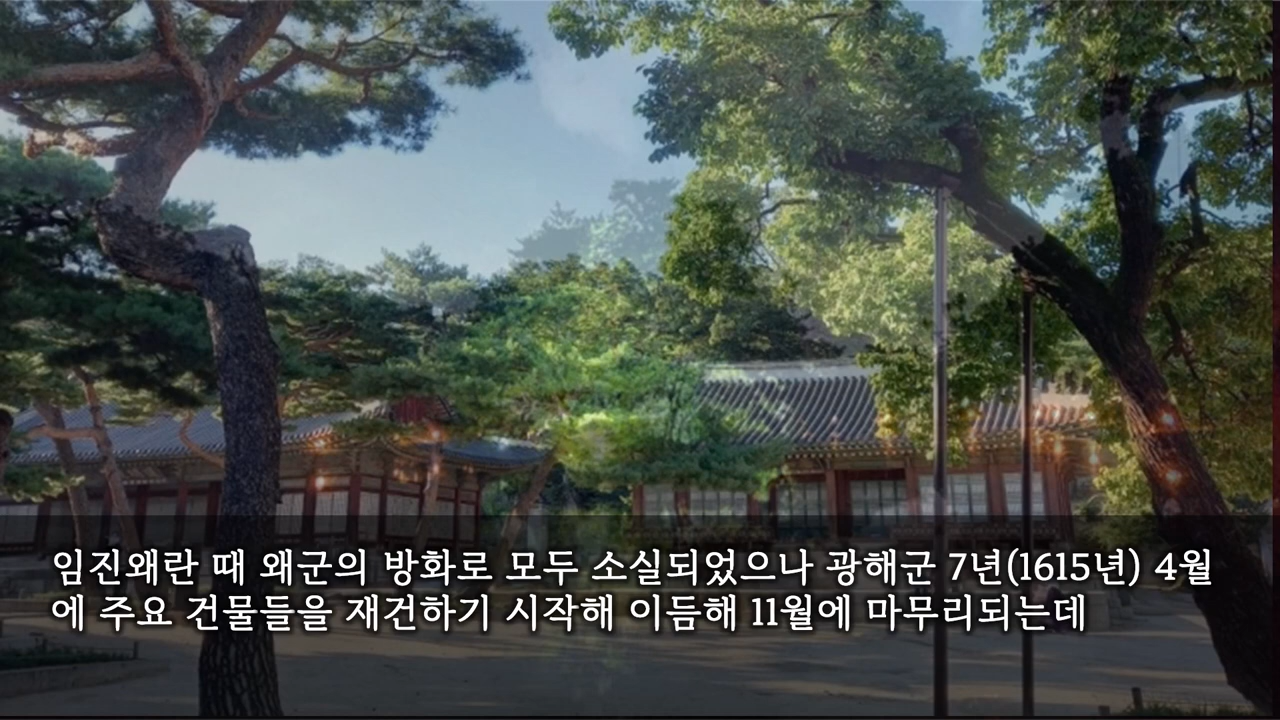 임진왜란 때 왜군의 방화로 모두 소실되었으나 광해군 7년(1615년) 4월
에 주요 건물들을 재건하기 시작해 이듬해 11월에 마무리되는데